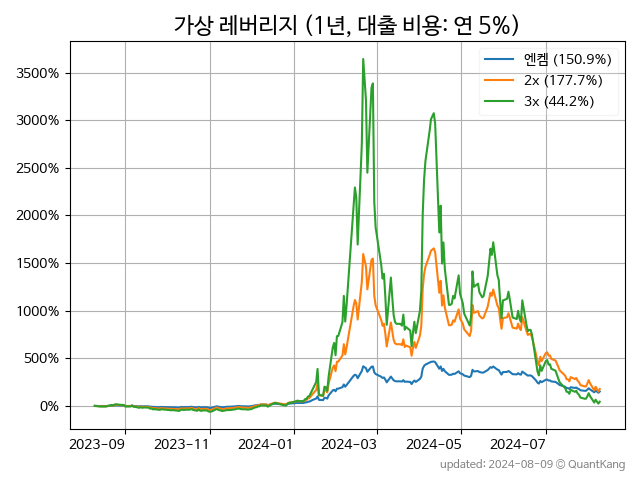 가상 레버리지 (1년, 대출 비용: 연 5%)
엔켐 (150.9%)
2x (177.7%)
3x (44.2%)
3500%
3000%
2500%
2000%
1500%
1000%
500%
0%
2023-09 2023-11 2024-01 2024-03 2024-05 2024-07
updated: 2024-08-09 © QuantKang